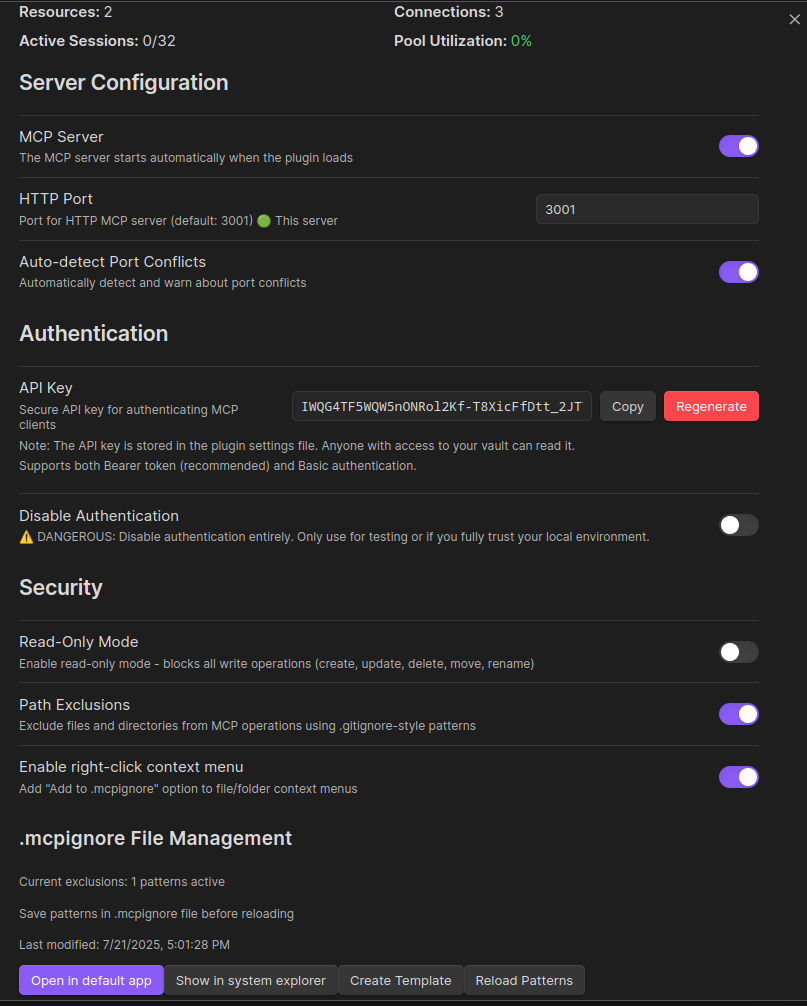 Resources: 2
Connections: 3
Active Sessions: 0/32
Pool Utilization: 0%
Server Configuration
MCP Server
The MCP server starts automatically when the plugin loads
HTTP Port
Port for HTTP MCP server (default: 3001) 🟢 This server
3001
Auto-detect Port Conflicts
Automatically detect and warn about port conflicts
Authentication
API Key
Secure API key for authenticating MCP
clients
IWQG4TF5WQW5nONRol2Kf-T8XicFfDtt_2JT
Copy
Regenerate
Note: The API key is stored in the plugin settings file. Anyone with access to your vault can read it.
Supports both Bearer token (recommended) and Basic authentication.
Disable Authentication
⚠️ DANGEROUS: Disable authentication entirely. Only use for testing or if you fully trust your local environment.
Security
Read-Only Mode
Enable read-only mode - blocks all write operations (create, update, delete, move, rename)
Path Exclusions
Exclude files and directories from MCP operations using .gitignore-style patterns
Enable right-click context menu
Add "Add to .mcpignore" option to file/folder context menus
.mcpignore File Management
Current exclusions: 1 patterns active
Save patterns in .mcpignore file before reloading
Last modified: 7/21/2025, 5:01:28 PM
Open in default app
Show in system explorer
Create Template
Reload Patterns